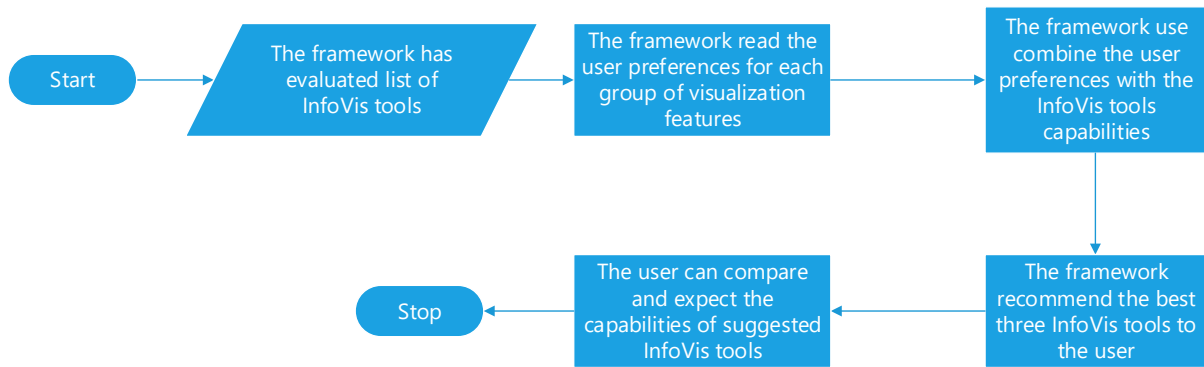 Start
The framework has
evaluated list of
InfoVis tools
The framework read the
user preferences for each
group of visualization
features
The framework use
combine the user
preferences with the
InfoVis tools
capabilities
The framework
recommend the best
three InfoVis tools to
the user
The user can compare
and expect the
capabilities of suggested
InfoVis tools
Stop